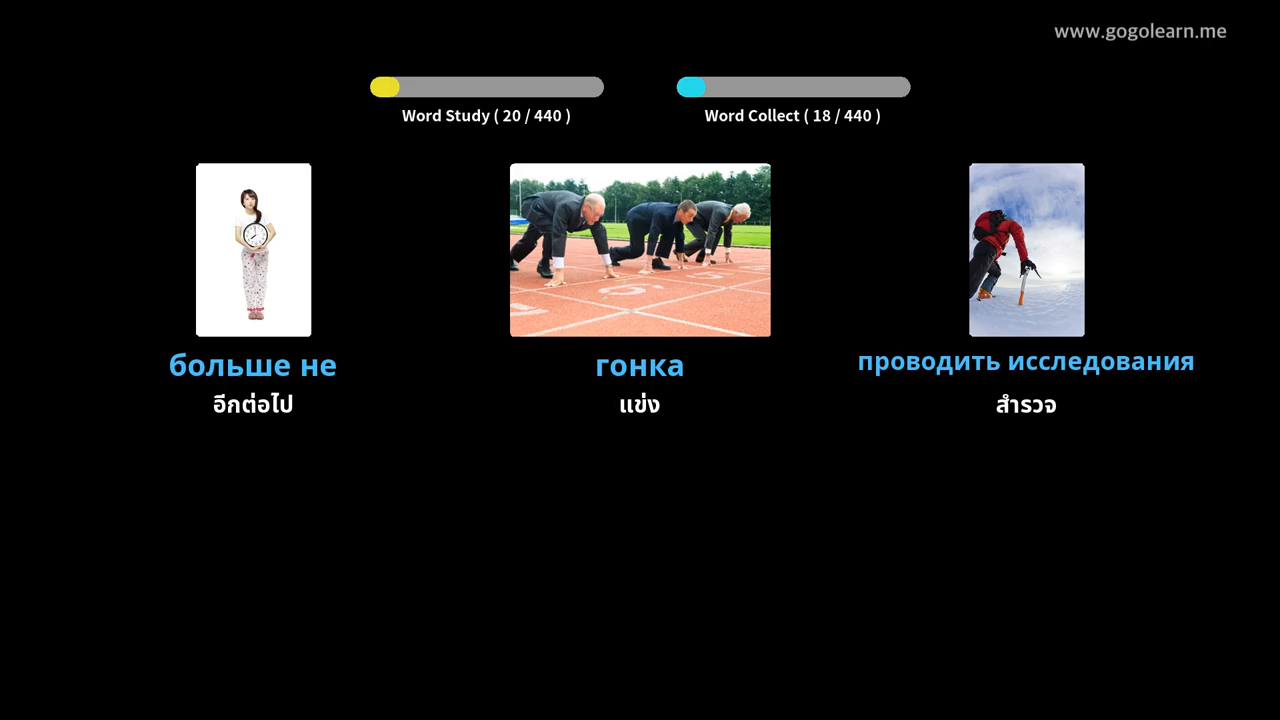 www.gogolearn.me
Word Study ( 20 / 440 )
Word Collect ( 18 / 440 )
больше не
гонка
проводить исследования
อีกต่อไป
แข่ง
สำรวจ